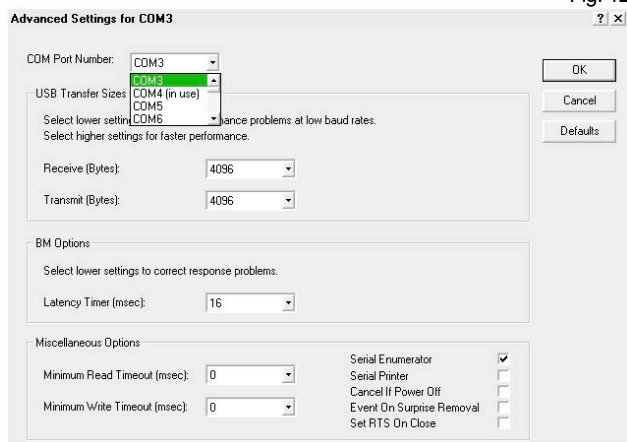 Advanced Settings for COM3
? ×
COM Port Number:
COM3
OK
COM3
COM4 (in use)
COM5
COM6
USB Transfer Sizes
Cancel
Select lower settin ance problems at low baud rates.
Defaults
Select higher settings for faster performance.
Receive (Bytes):
4096
Transmit (Bytes):
4096
BM Options
Select lower settings to correct response problems.
Latency Timer (msec):
16
Miscellaneous Options
Serial Enumerator
Minimum Read Timeout (msec):
0
Serial Printer
Cancel If Power Off
Minimum Write Timeout (msec):
0
Event On Surprise Removal
Set RTS On Close